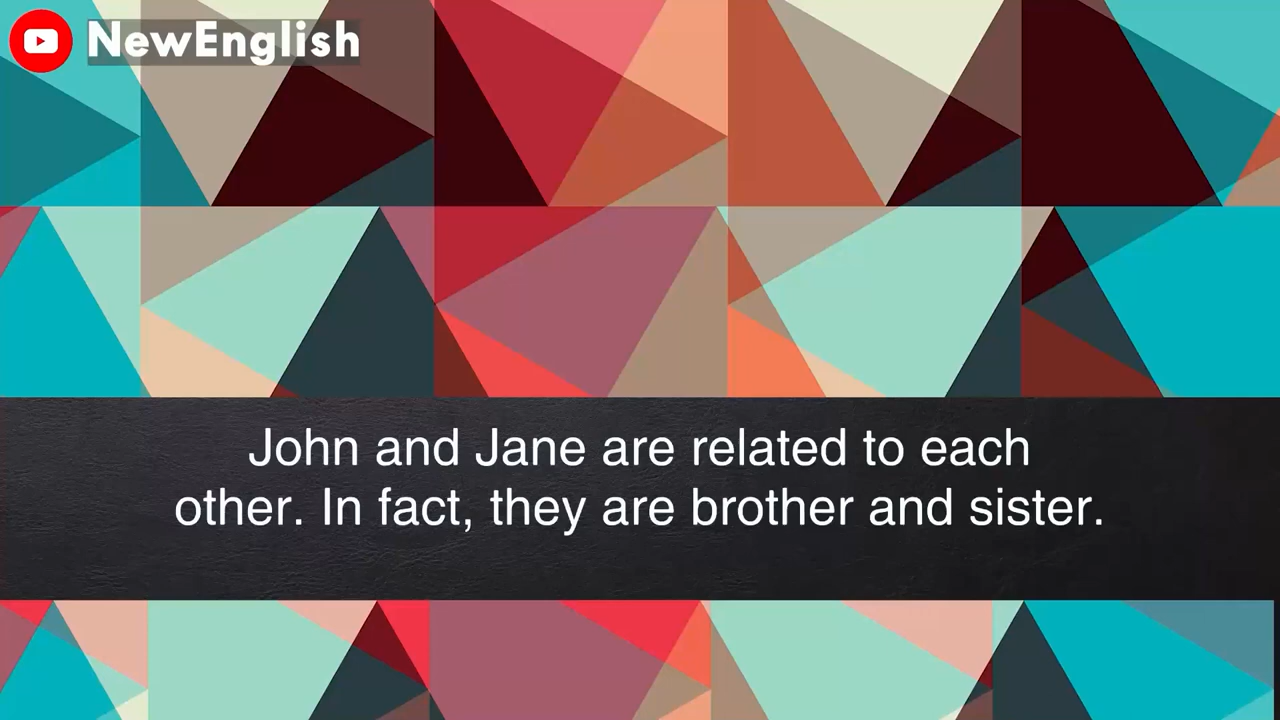 NewEnglish
John and Jane are related to each
other. In fact, they are brother and sister.